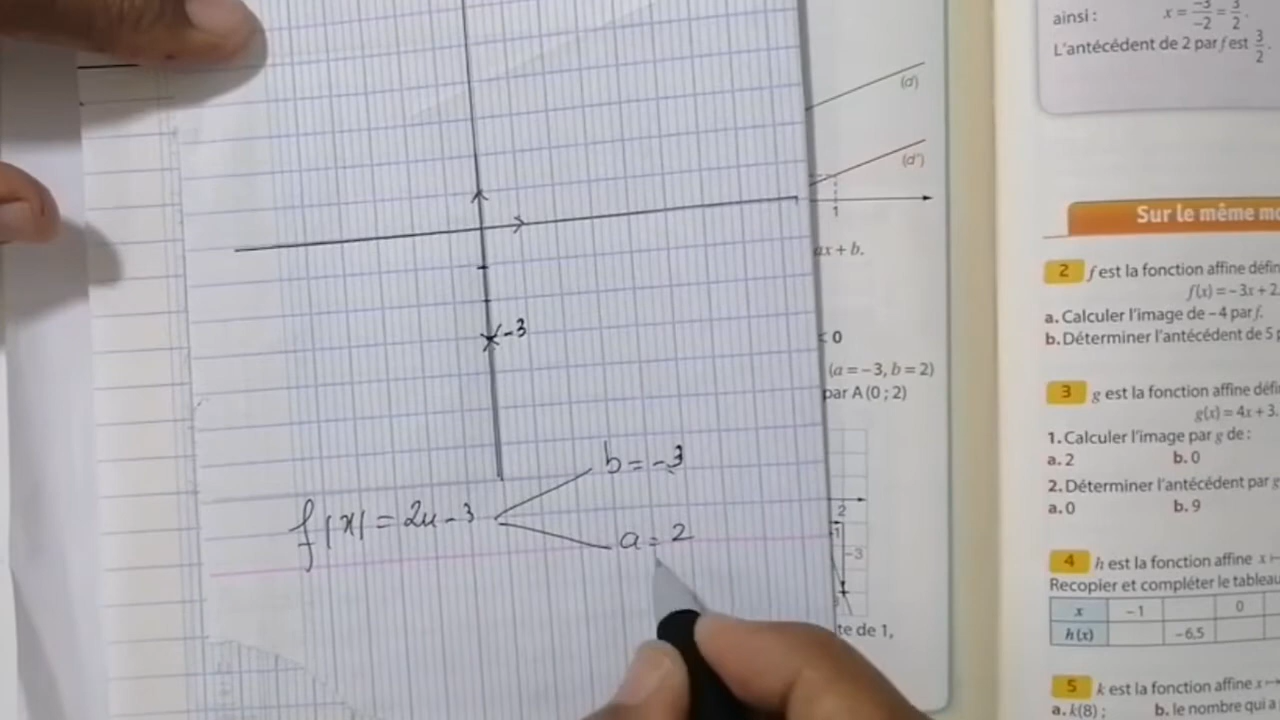 -3
b = -3
f(x) = 2x - 3
a = 2
(d)
(d')
1
ax + b.
< 0
(a = -3, b = 2)
par A (0 ; 2)
2
-1
-3
te de 1,
ainsi : x = -3/-2 = 3/2.
L'antécédent de 2 par f est 3/2.
Sur le même
2 f est la fonction affine
f(x) = -3x + 2.
a. Calculer l'image de -4 par f.
b. Déterminer l'antécédent de 5
3 g est la fonction affine
g(x) = 4x + 3.
1. Calculer l'image par g de :
a. 2 b. 0
2. Déterminer l'antécédent par g
a. 0 b. 9
4 h est la fonction affine x
Recopier et compléter le tableau
x -1 0
h(x) -6,5
5 k est la fonction affine x
a. k(8) ; b. le nombre qui a